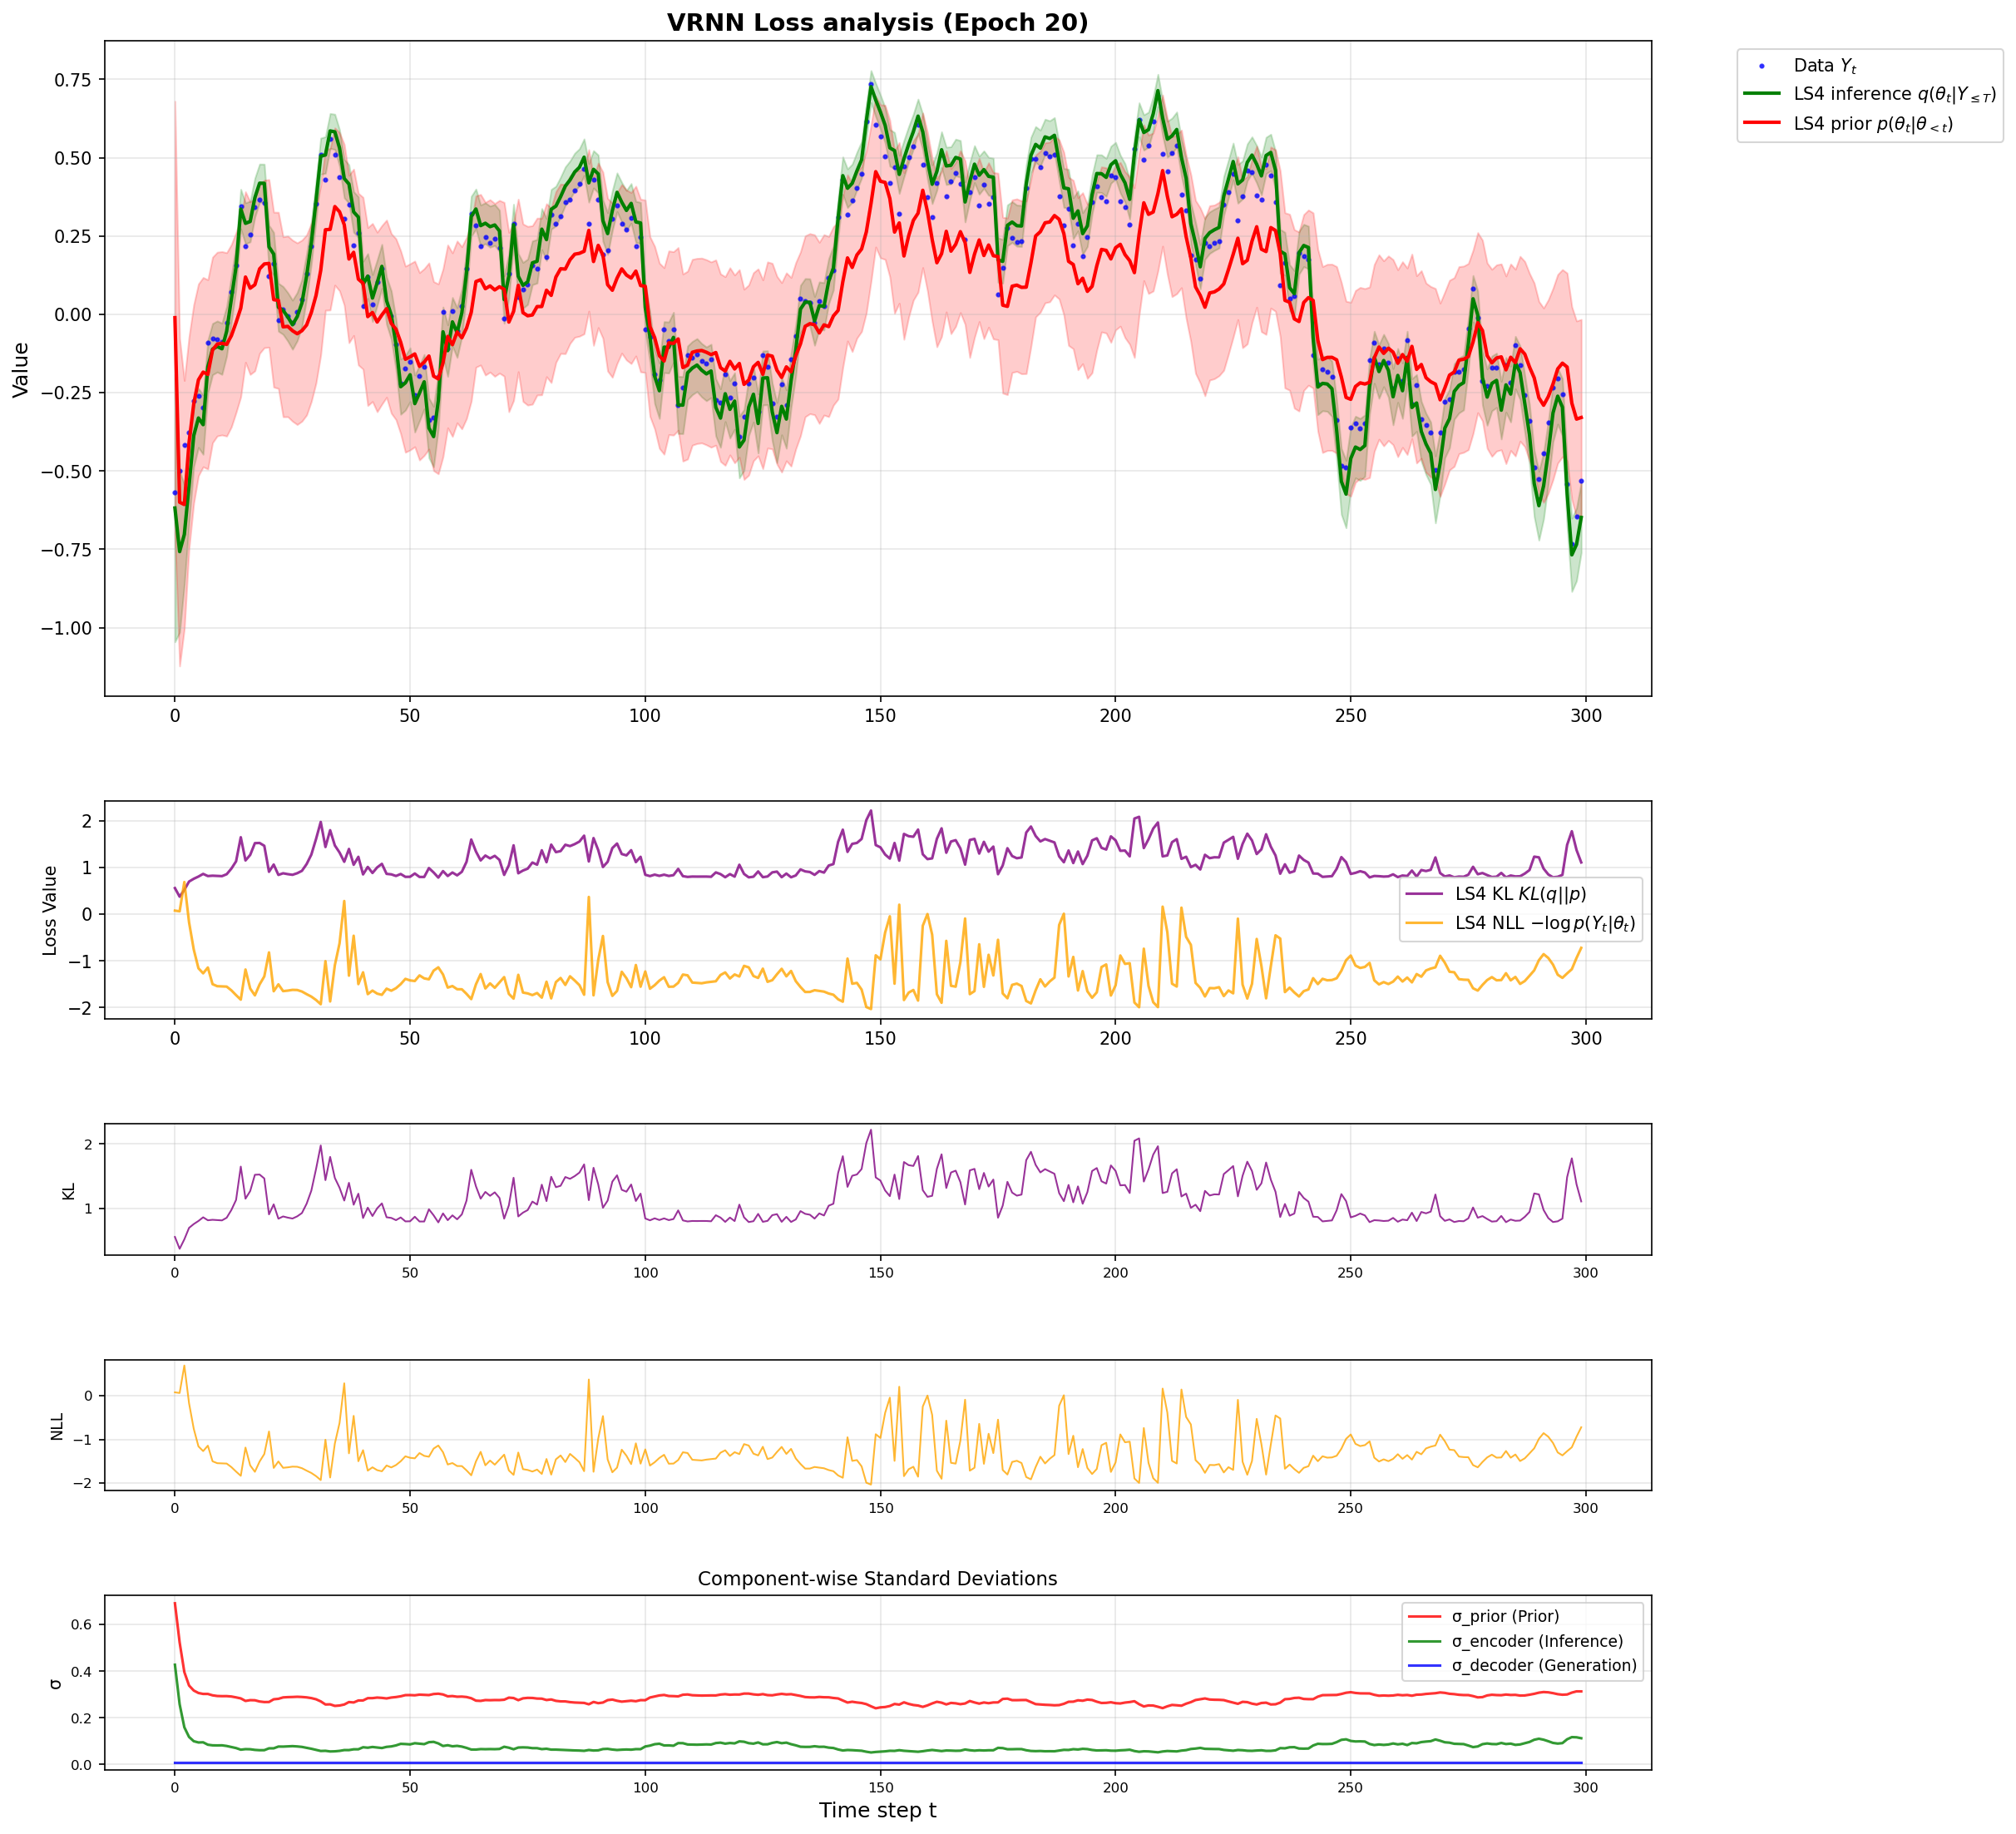 VRNN Loss analysis (Epoch 20)
Data Y_t
LS4 inference q(θ_t|Y_≤T)
LS4 prior p(θ_t|θ_<t)
Value
0.75
0.50
0.25
0.00
−0.25
−0.50
−0.75
−1.00
0 50 100 150 200 250 300
Loss Value
2
1
0
−1
−2
LS4 KL KL(q||p)
LS4 NLL −log p(Y_t|θ_t)
0 50 100 150 200 250 300
KL
2
1
0 50 100 150 200 250 300
NLL
0
−1
−2
0 50 100 150 200 250 300
Component-wise Standard Deviations
σ
0.6
0.4
0.2
0.0
σ_prior (Prior)
σ_encoder (Inference)
σ_decoder (Generation)
0 50 100 150 200 250 300
Time step t